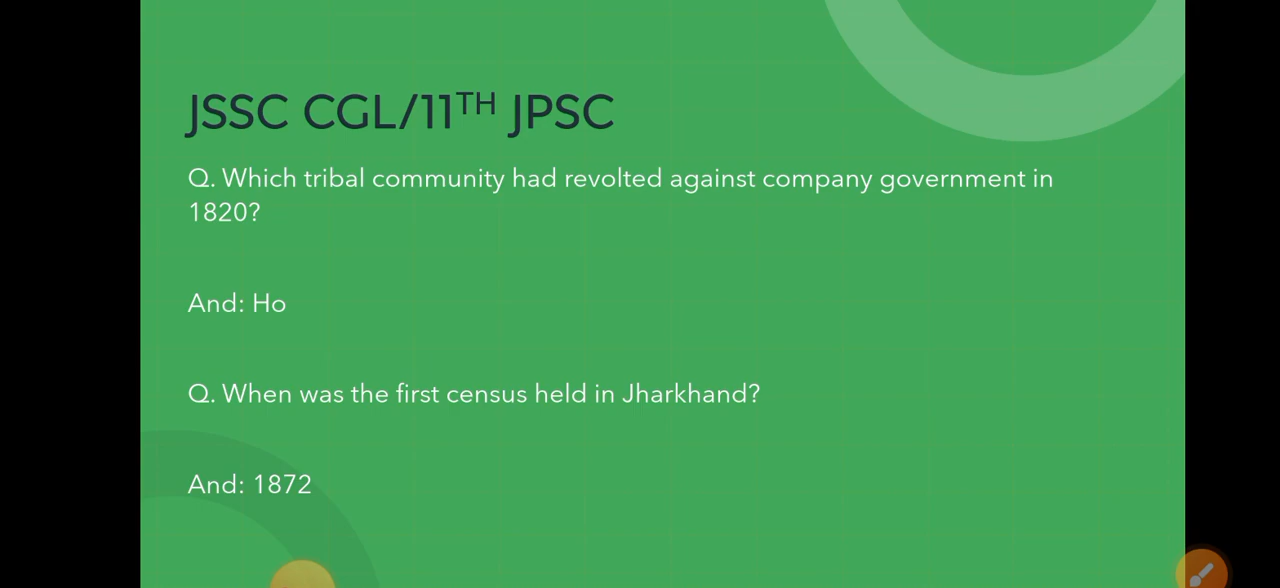 JSSC CGL/11TH JPSC
Q. Which tribal community had revolted against company government in
1820?
And: Ho
Q. When was the first census held in Jharkhand?
And: 1872